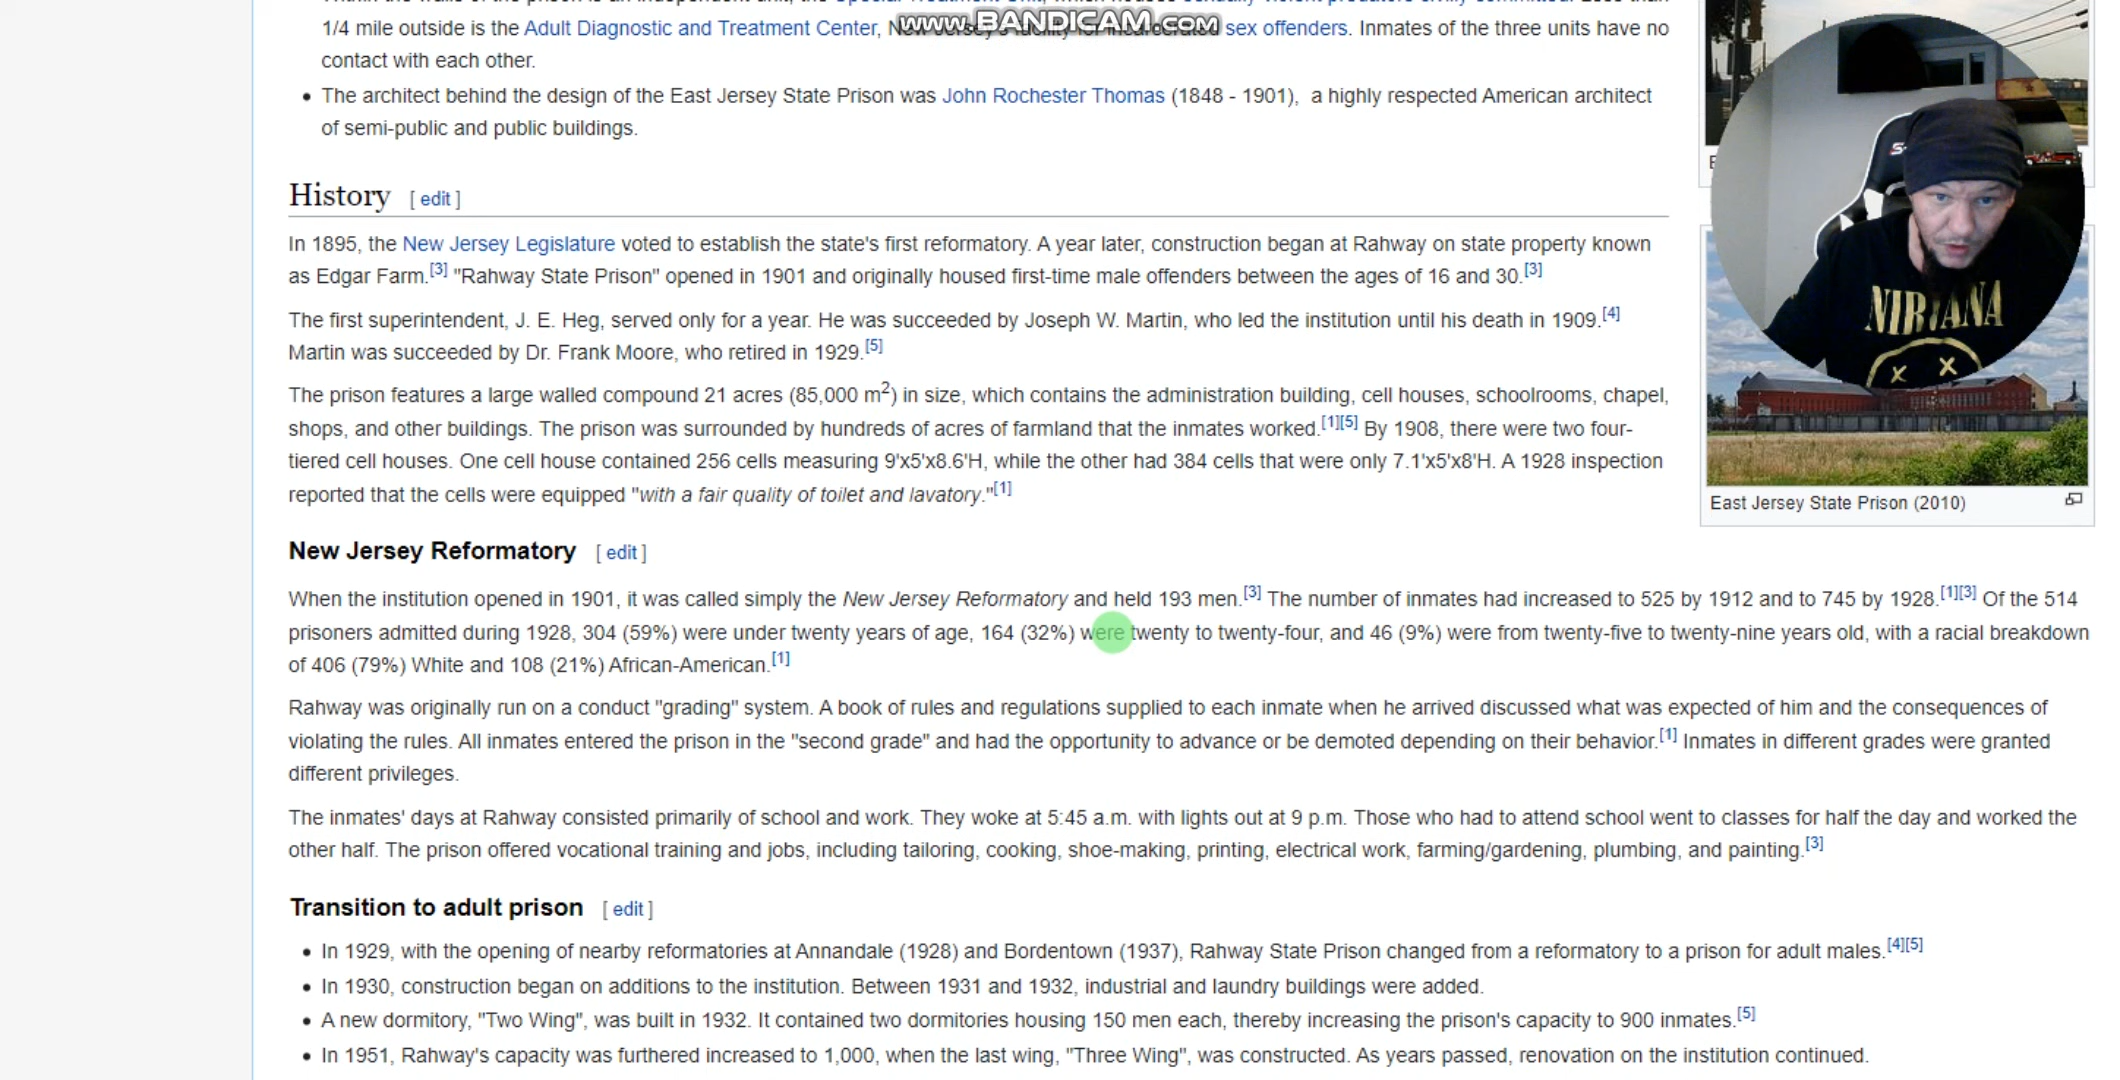 Within the walls of the prison is an independent unit, the Special Treatment Unit, which houses sexually violent predators civilly committed. Less than
www.BANDICAM.com
1/4 mile outside is the Adult Diagnostic and Treatment Center, New Jersey's facility for incarcerated sex offenders. Inmates of the three units have no
contact with each other.
• The architect behind the design of the East Jersey State Prison was John Rochester Thomas (1848 - 1901), a highly respected American architect
of semi-public and public buildings.
History [ edit ]
In 1895, the New Jersey Legislature voted to establish the state's first reformatory. A year later, construction began at Rahway on state property known
as Edgar Farm.[3] "Rahway State Prison" opened in 1901 and originally housed first-time male offenders between the ages of 16 and 30.[3]
The first superintendent, J. E. Heg, served only for a year. He was succeeded by Joseph W. Martin, who led the institution until his death in 1909.[4]
Martin was succeeded by Dr. Frank Moore, who retired in 1929.[5]
The prison features a large walled compound 21 acres (85,000 m2) in size, which contains the administration building, cell houses, schoolrooms, chapel,
shops, and other buildings. The prison was surrounded by hundreds of acres of farmland that the inmates worked.[1][5] By 1908, there were two four-
tiered cell houses. One cell house contained 256 cells measuring 9'x5'x8.6'H, while the other had 384 cells that were only 7.1'x5'x8'H. A 1928 inspection
reported that the cells were equipped "with a fair quality of toilet and lavatory."[1]
NIRVANA
East Jersey State Prison (2010)
New Jersey Reformatory [ edit ]
When the institution opened in 1901, it was called simply the New Jersey Reformatory and held 193 men.[3] The number of inmates had increased to 525 by 1912 and to 745 by 1928.[1][3] Of the 514
prisoners admitted during 1928, 304 (59%) were under twenty years of age, 164 (32%) were twenty to twenty-four, and 46 (9%) were from twenty-five to twenty-nine years old, with a racial breakdown
of 406 (79%) White and 108 (21%) African-American.[1]
Rahway was originally run on a conduct "grading" system. A book of rules and regulations supplied to each inmate when he arrived discussed what was expected of him and the consequences of
violating the rules. All inmates entered the prison in the "second grade" and had the opportunity to advance or be demoted depending on their behavior.[1] Inmates in different grades were granted
different privileges.
The inmates' days at Rahway consisted primarily of school and work. They woke at 5:45 a.m. with lights out at 9 p.m. Those who had to attend school went to classes for half the day and worked the
other half. The prison offered vocational training and jobs, including tailoring, cooking, shoe-making, printing, electrical work, farming/gardening, plumbing, and painting.[3]
Transition to adult prison [ edit ]
• In 1929, with the opening of nearby reformatories at Annandale (1928) and Bordentown (1937), Rahway State Prison changed from a reformatory to a prison for adult males.[4][5]
• In 1930, construction began on additions to the institution. Between 1931 and 1932, industrial and laundry buildings were added.
• A new dormitory, "Two Wing", was built in 1932. It contained two dormitories housing 150 men each, thereby increasing the prison's capacity to 900 inmates.[5]
• In 1951, Rahway's capacity was furthered increased to 1,000, when the last wing, "Three Wing", was constructed. As years passed, renovation on the institution continued.